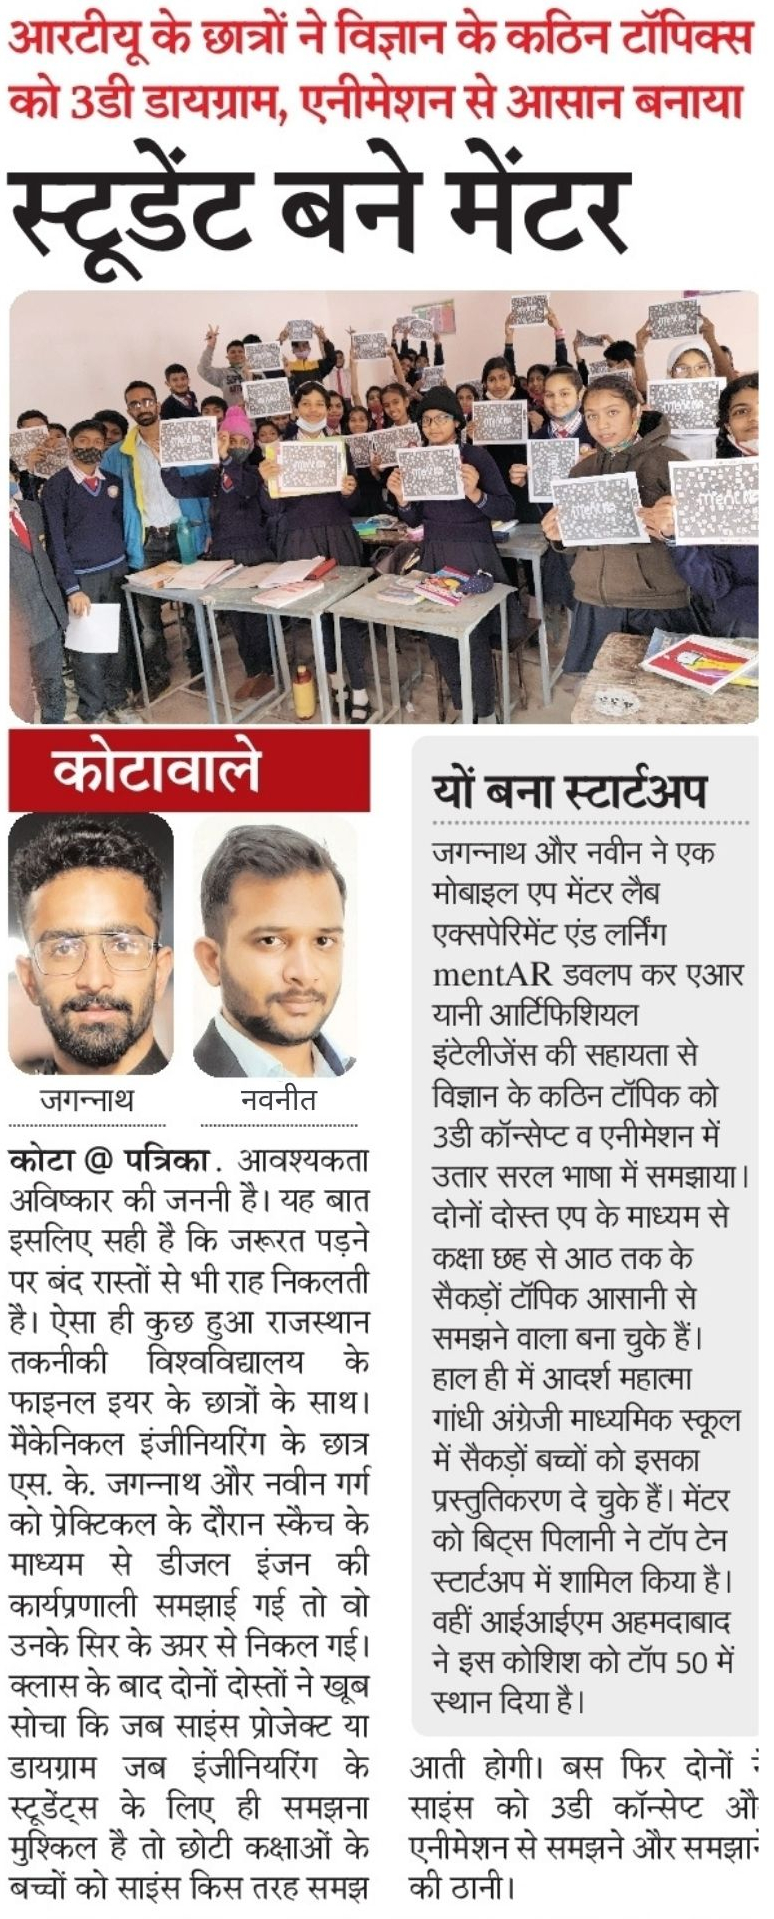 आरटीयू के छात्रों ने विज्ञान के कठिन टॉपिक्स
को 3डी डायग्राम, एनीमेशन से आसान बनाया
स्टूडेंट बने मेंटर
कोटावाले
जगन्नाथ
नवनीत
कोटा @ पत्रिका. आवश्यकता
अविष्कार की जननी है। यह बात
इसलिए सही है कि जरूरत पड़ने
पर बंद रास्तों से भी राह निकलती
है। ऐसा ही कुछ हुआ राजस्थान
तकनीकी विश्वविद्यालय के
फाइनल इयर के छात्रों के साथ।
मैकेनिकल इंजीनियरिंग के छात्र
एस. के. जगन्नाथ और नवीन गर्ग
को प्रेक्टिकल के दौरान स्कैच के
माध्यम से डीजल इंजन की
कार्यप्रणाली समझाई गई तो वो
उनके सिर के उपर से निकल गई।
क्लास के बाद दोनों दोस्तों ने खूब
सोचा कि जब साइंस प्रोजेक्ट या
डायग्राम जब इंजीनियरिंग के
स्टूडेंट्स के लिए ही समझना
मुश्किल है तो छोटी कक्षाओं के
बच्चों को साइंस किस तरह समझ
यों बना स्टार्टअप
जगन्नाथ और नवीन ने एक
मोबाइल एप मेंटर लैब
एक्सपेरिमेंट एंड लर्निंग
mentAR डवलप कर एआर
यानी आर्टिफिशियल
इंटेलीजेंस की सहायता से
विज्ञान के कठिन टॉपिक को
3डी कॉन्सेप्ट व एनीमेशन में
उतार सरल भाषा में समझाया।
दोनों दोस्त एप के माध्यम से
कक्षा छह से आठ तक के
सैकड़ों टॉपिक आसानी से
समझने वाला बना चुके हैं।
हाल ही में आदर्श महात्मा
गांधी अंग्रेजी माध्यमिक स्कूल
में सैकड़ों बच्चों को इसका
प्रस्तुतिकरण दे चुके हैं। मेंटर
को बिट्स पिलानी ने टॉप टेन
स्टार्टअप में शामिल किया है।
वहीं आईआईएम अहमदाबाद
ने इस कोशिश को टॉप 50 में
स्थान दिया है।
आती होगी। बस फिर दोनों
साइंस को 3डी कॉन्सेप्ट
एनीमेशन से समझने और
की ठानी।